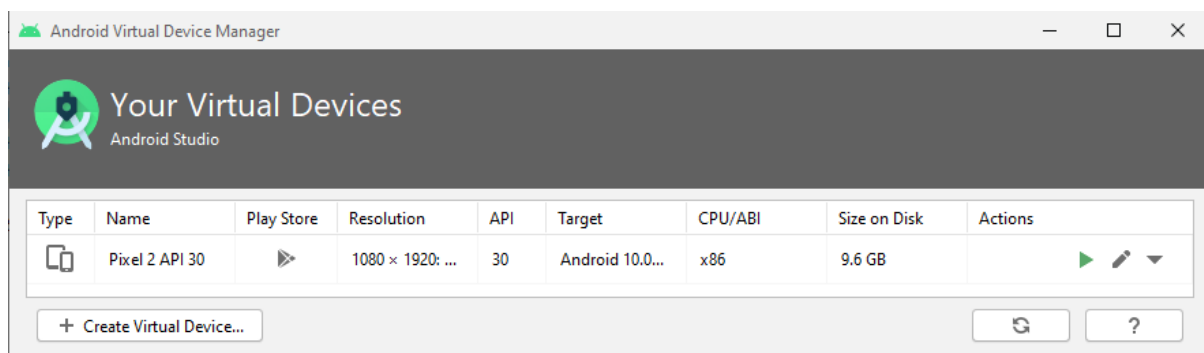 Android Virtual Device Manager
Your Virtual Devices
Android Studio
Type Name Play Store Resolution API Target CPU/ABI Size on Disk Actions
Pixel 2 API 30 1080 × 1920: ... 30 Android 10.0... x86 9.6 GB
+ Create Virtual Device... ?